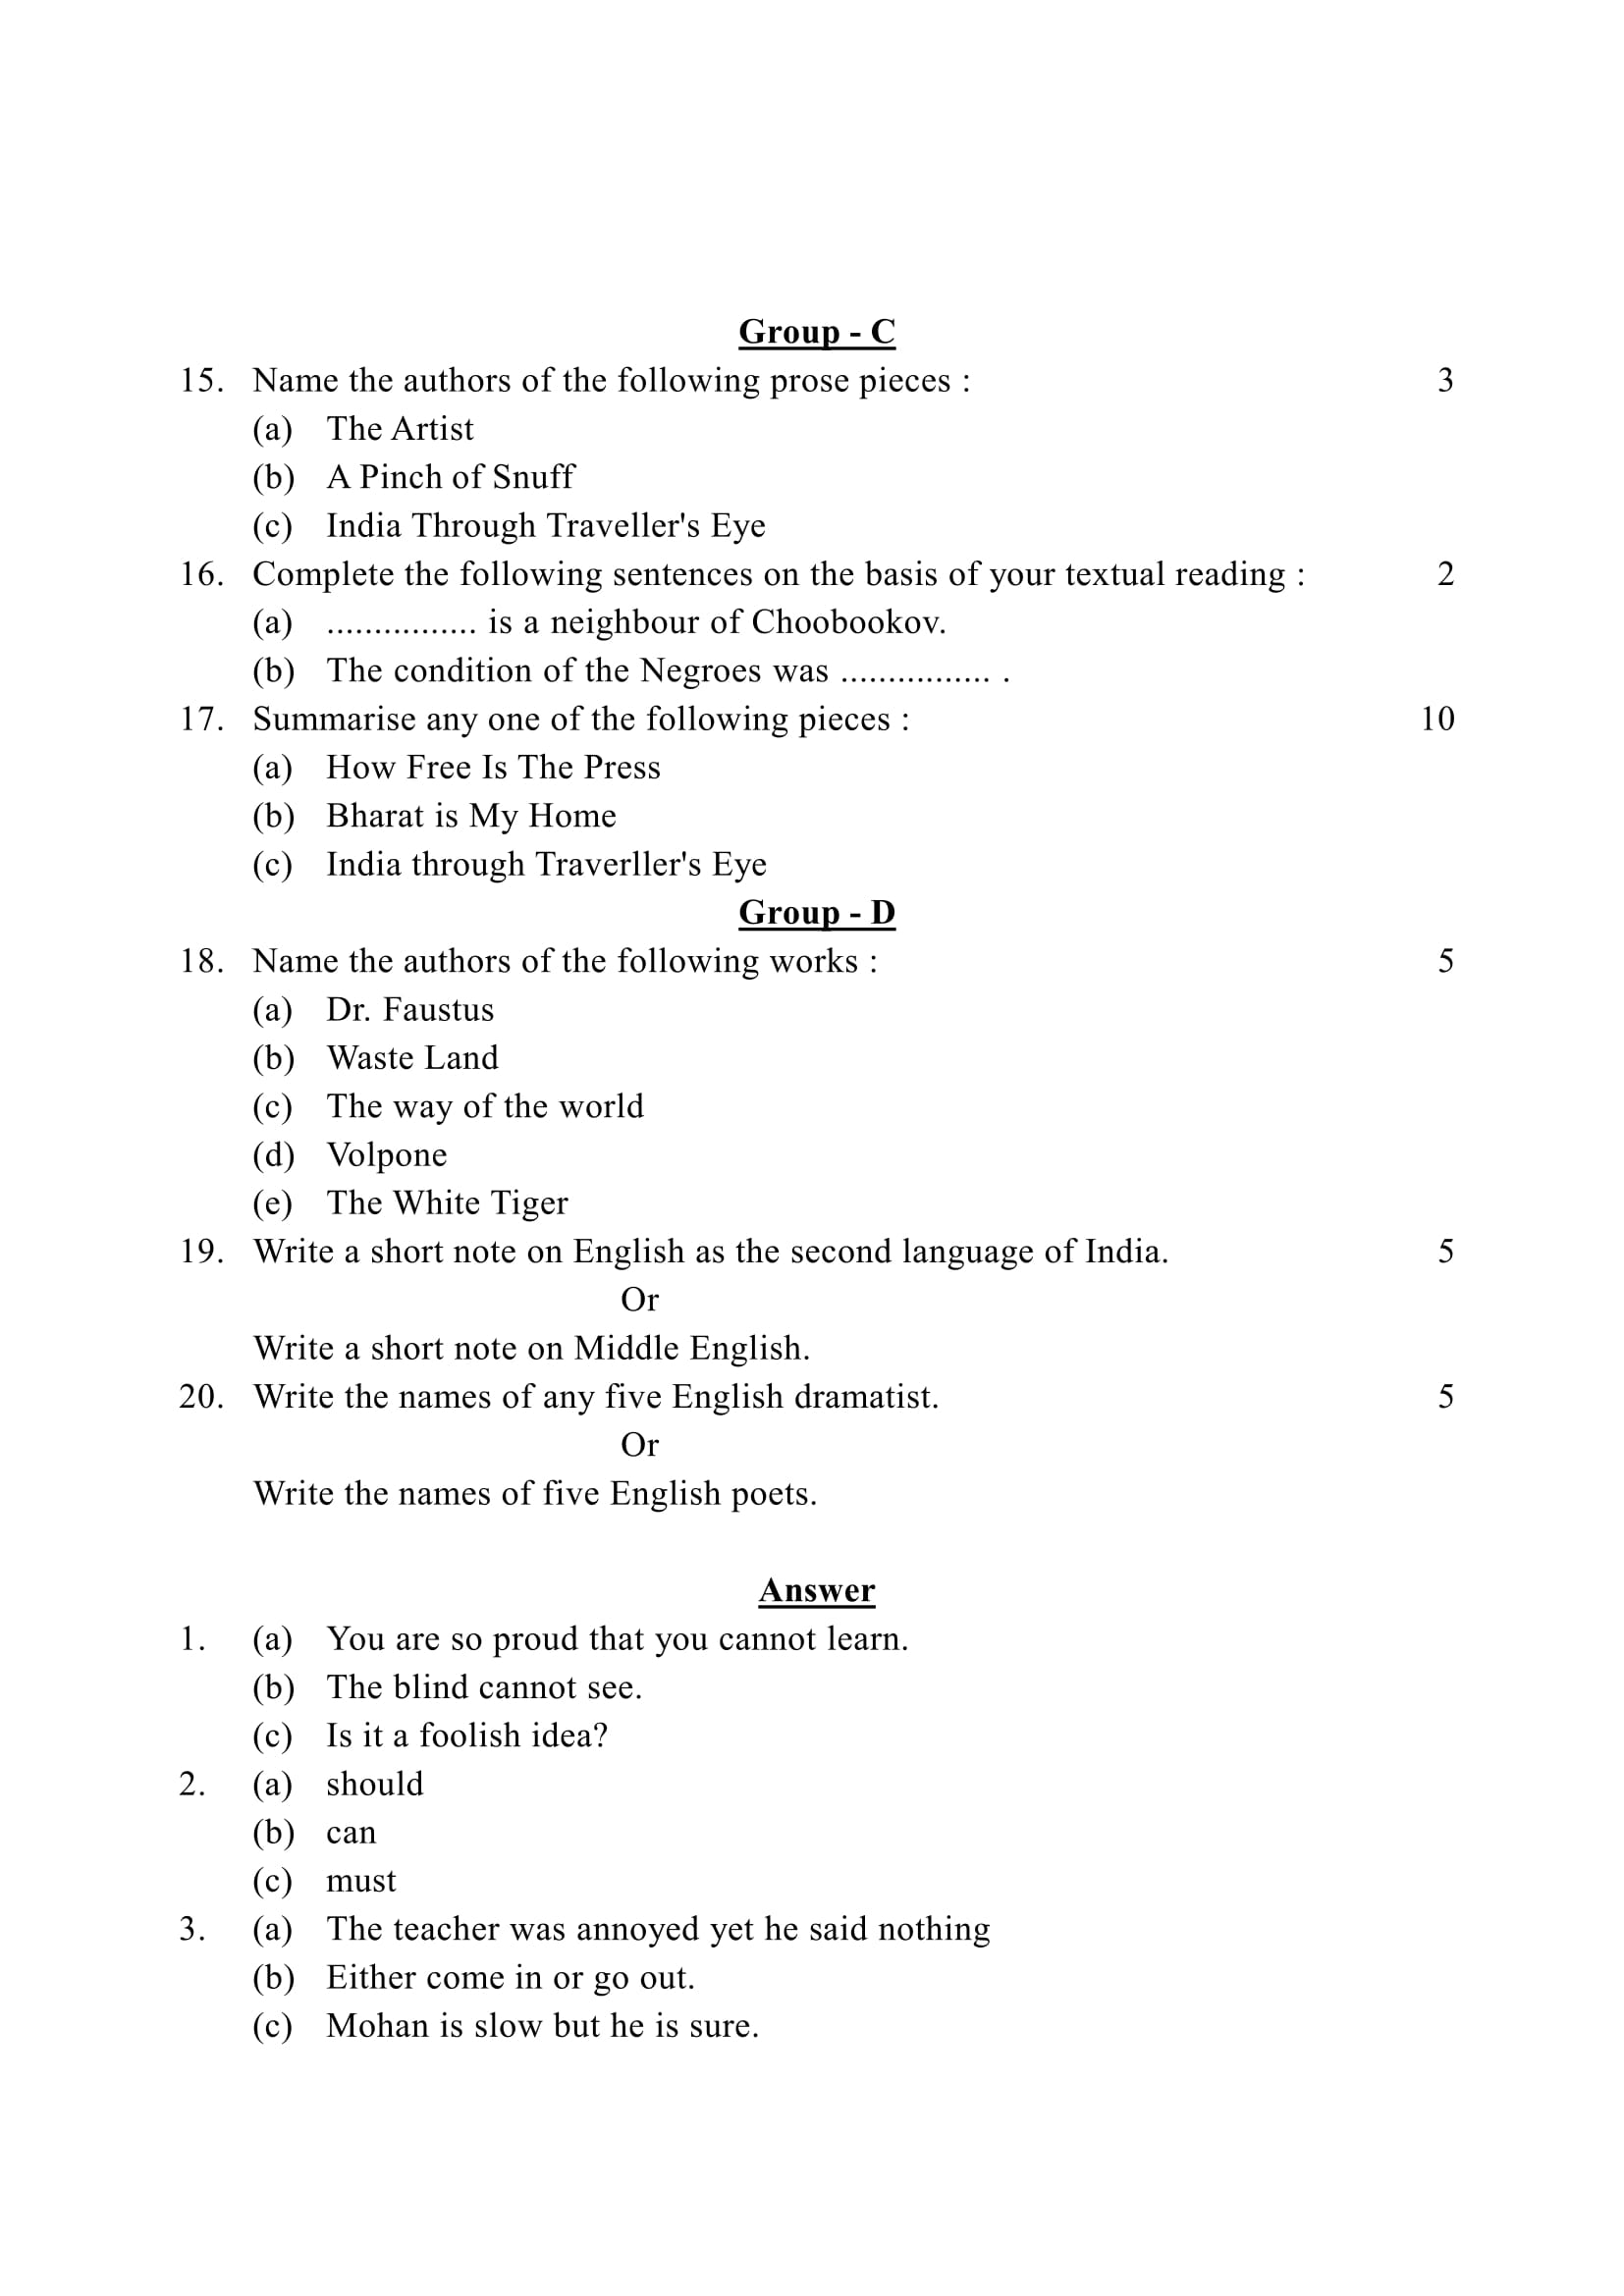 Group - C
15. Name the authors of the following prose pieces : 3
(a) The Artist
(b) A Pinch of Snuff
(c) India Through Traveller's Eye
16. Complete the following sentences on the basis of your textual reading : 2
(a) ................ is a neighbour of Choobookov.
(b) The condition of the Negroes was ................ .
17. Summarise any one of the following pieces : 10
(a) How Free Is The Press
(b) Bharat is My Home
(c) India through Traverller's Eye
Group - D
18. Name the authors of the following works : 5
(a) Dr. Faustus
(b) Waste Land
(c) The way of the world
(d) Volpone
(e) The White Tiger
19. Write a short note on English as the second language of India. 5
Or
Write a short note on Middle English.
20. Write the names of any five English dramatist. 5
Or
Write the names of five English poets.
Answer
1. (a) You are so proud that you cannot learn.
(b) The blind cannot see.
(c) Is it a foolish idea?
2. (a) should
(b) can
(c) must
3. (a) The teacher was annoyed yet he said nothing
(b) Either come in or go out.
(c) Mohan is slow but he is sure.